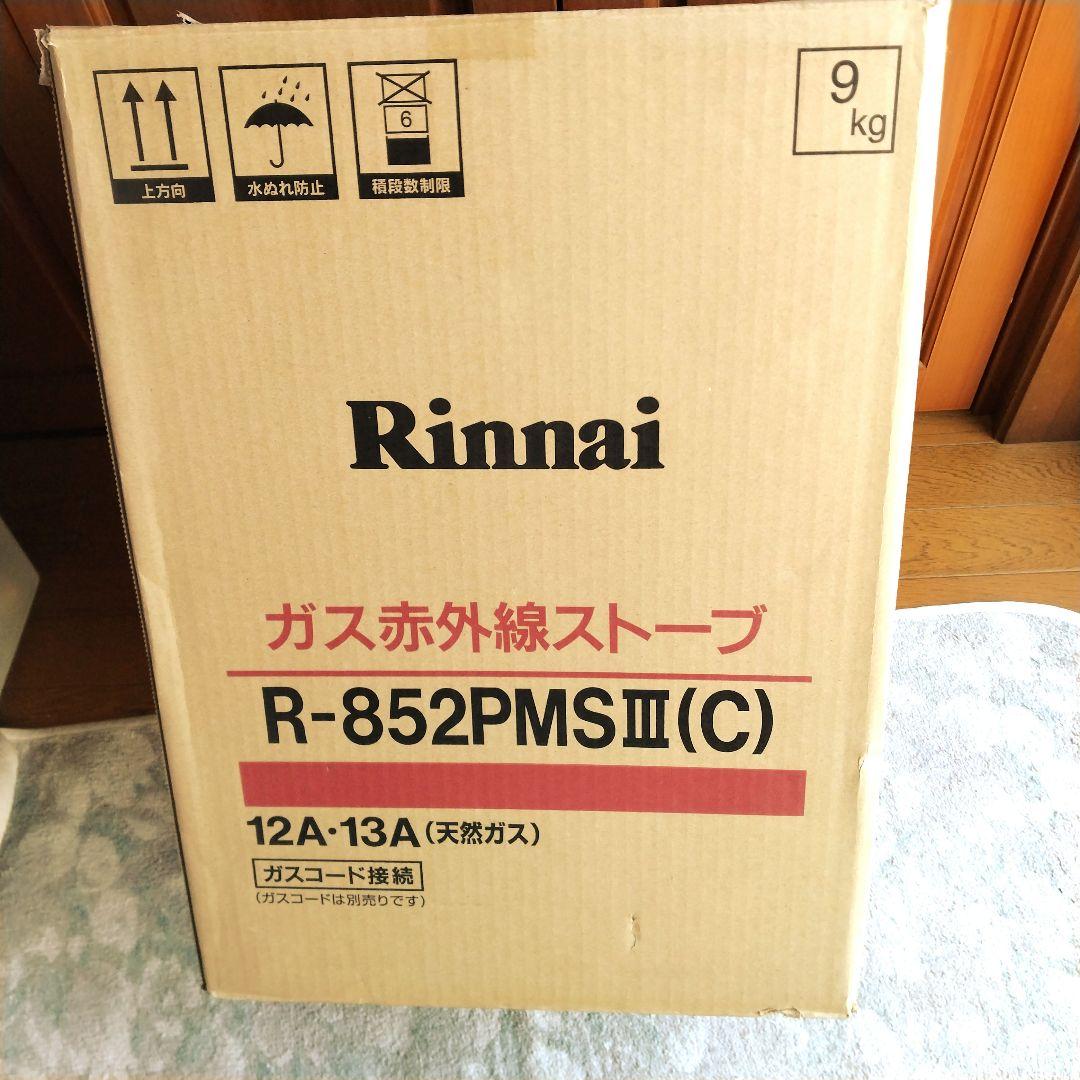 上方向
水ぬれ防止
6
積段数制限
9
kg
Rinnai
ガス赤外線ストーブ
R-852PMSⅢ(C)
12A・13A(天然ガス)
ガスコード接続
(ガスコードは別売りです)